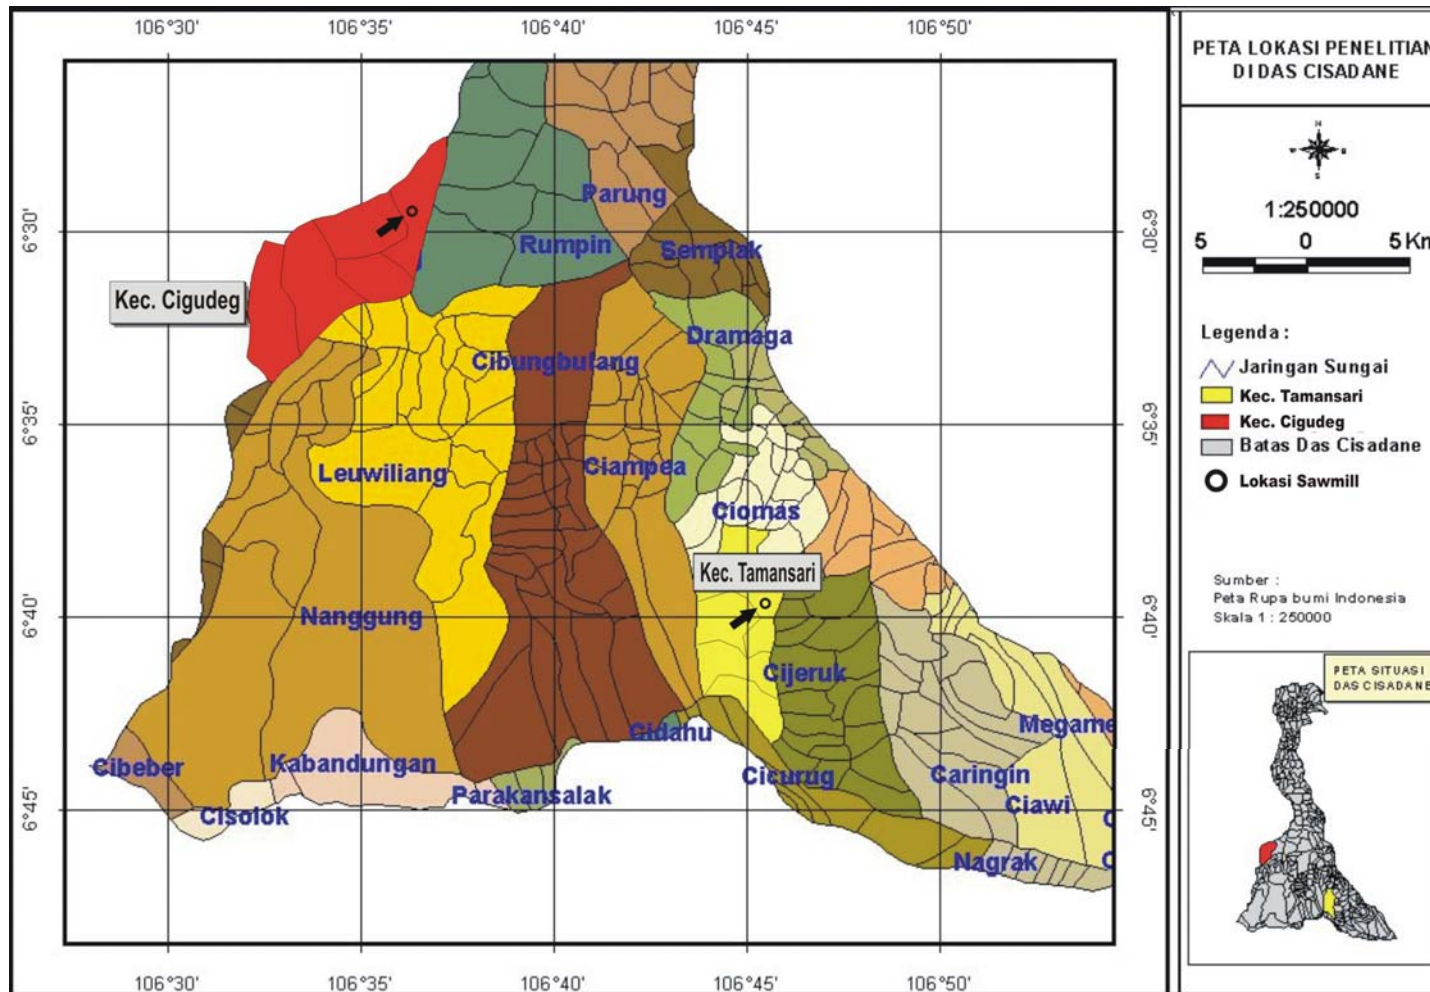 106°30'
106°35'
106°40'
106°45'
106°50'
PETA LOKASI PENELITIAN
DI DAS CISADANE
N
W
E
S
1:250000
5
0
5 Km
Legenda :
Jaringan Sungai
Kec. Tamansari
Kec. Cigudeg
Batas Das Cisadane
Lokasi Sawmill
Sumber :
Peta Rupa bumi Indonesia
Skala 1 : 250000
PETA SITUASI
DAS CISADANE
6°30'
6°30'
6°35'
6°35'
6°40'
6°40'
6°45'
6°45'
Parung
Rumpin
Semplak
Kec. Cigudeg
Dramaga
Cibungbulang
Leuwiliang
Ciampea
Ciomas
Kec. Tamansari
Nanggung
Cijeruk
Cidahu
Megame
Cibeber
Kabandungan
Cicurug
Caringin
Parakansalak
Ciawi
Cisolok
Nagrak
C
C
106°30'
106°35'
106°40'
106°45'
106°50'